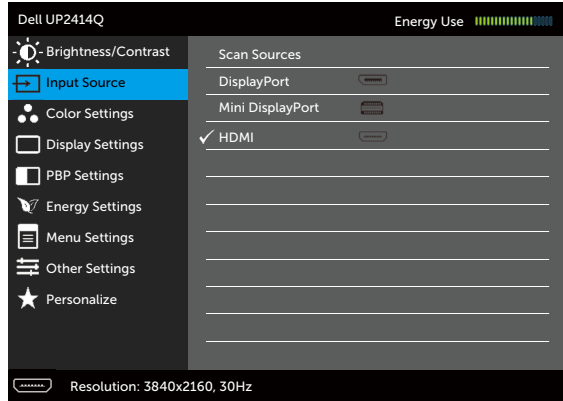 Dell UP2414Q
Energy Use
Brightness/Contrast
Input Source
Color Settings
Display Settings
PBP Settings
Energy Settings
Menu Settings
Other Settings
Personalize
Scan Sources
DisplayPort
Mini DisplayPort
HDMI
Resolution: 3840x2160, 30Hz